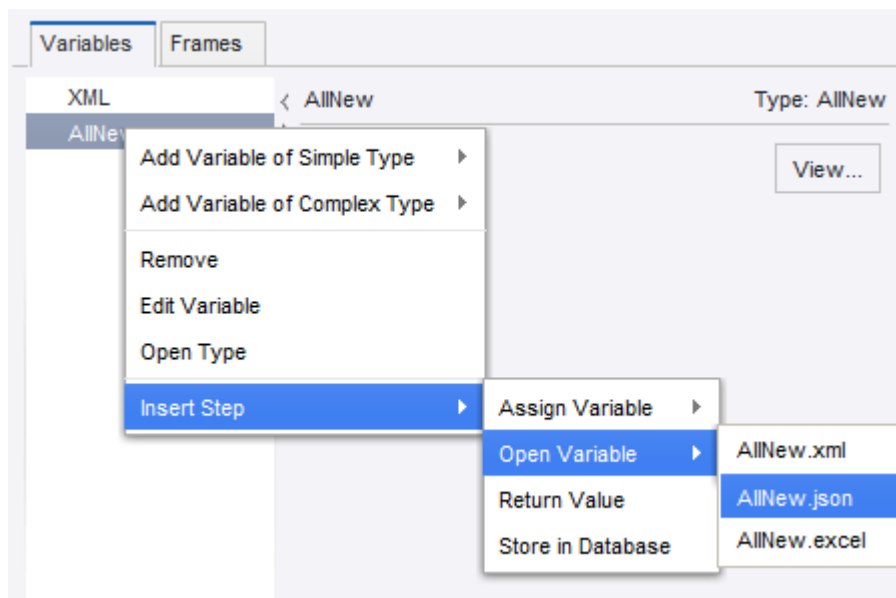 Variables Frames
XML
AllNew Type: AllNew
AllNew
View...
Add Variable of Simple Type
Add Variable of Complex Type
Remove
Edit Variable
Open Type
Insert Step
Assign Variable
Open Variable
Return Value
Store in Database
AllNew.xml
AllNew.json
AllNew.excel